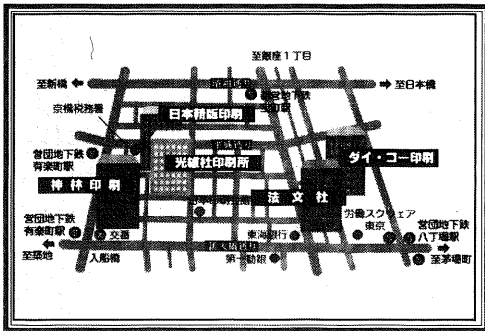 至銀座1丁目
至新橋
至日本橋
京橋税務署
日本精版印刷
営団地下鉄
有楽町駅
光雄社印刷所
ダイ・コー印刷
神林印刷
法文社
営団地下鉄
有楽町駅
交番
東海銀行
労働スクウェア
東京
営団地下鉄
八丁堀駅
至築地
入船橋
第一勧銀
至茅場町